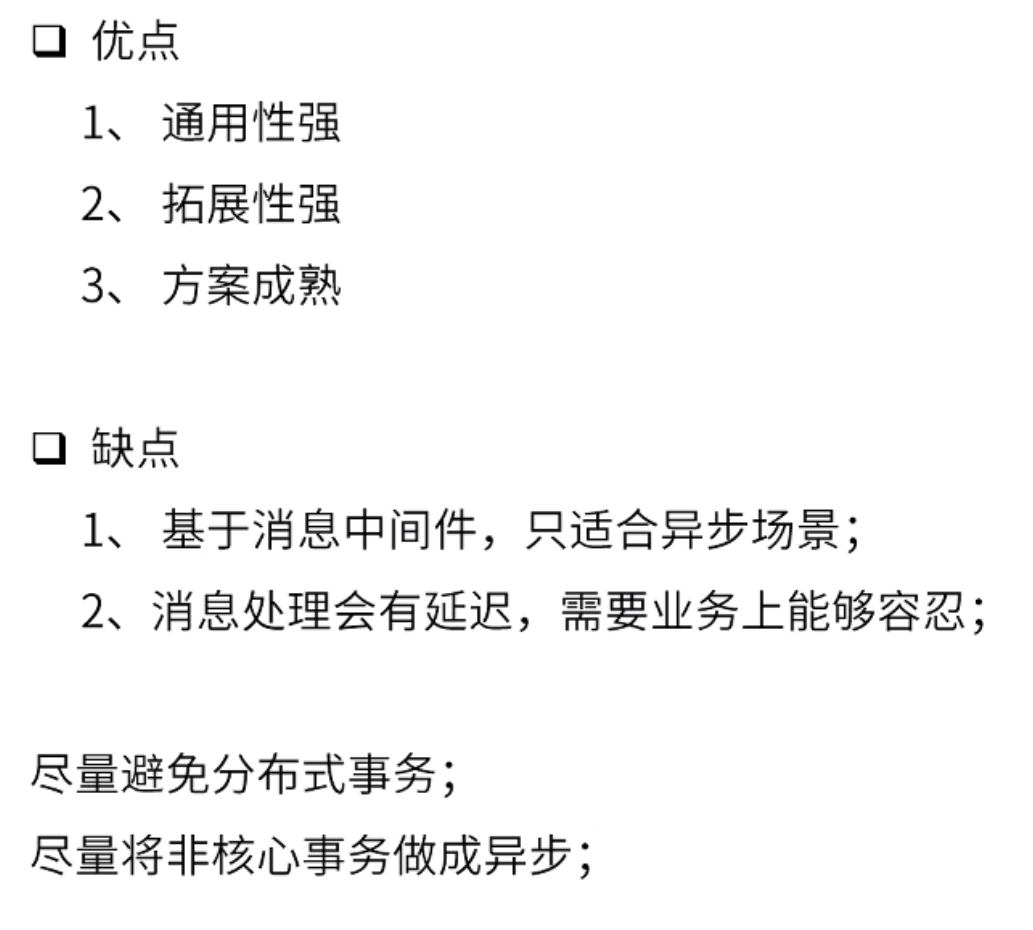 ❑ 优点
1、 通用性强
2、 拓展性强
3、 方案成熟
❑ 缺点
1、 基于消息中间件，只适合异步场景；
2、消息处理会有延迟，需要业务上能够容忍；
尽量避免分布式事务；
尽量将非核心事务做成异步；